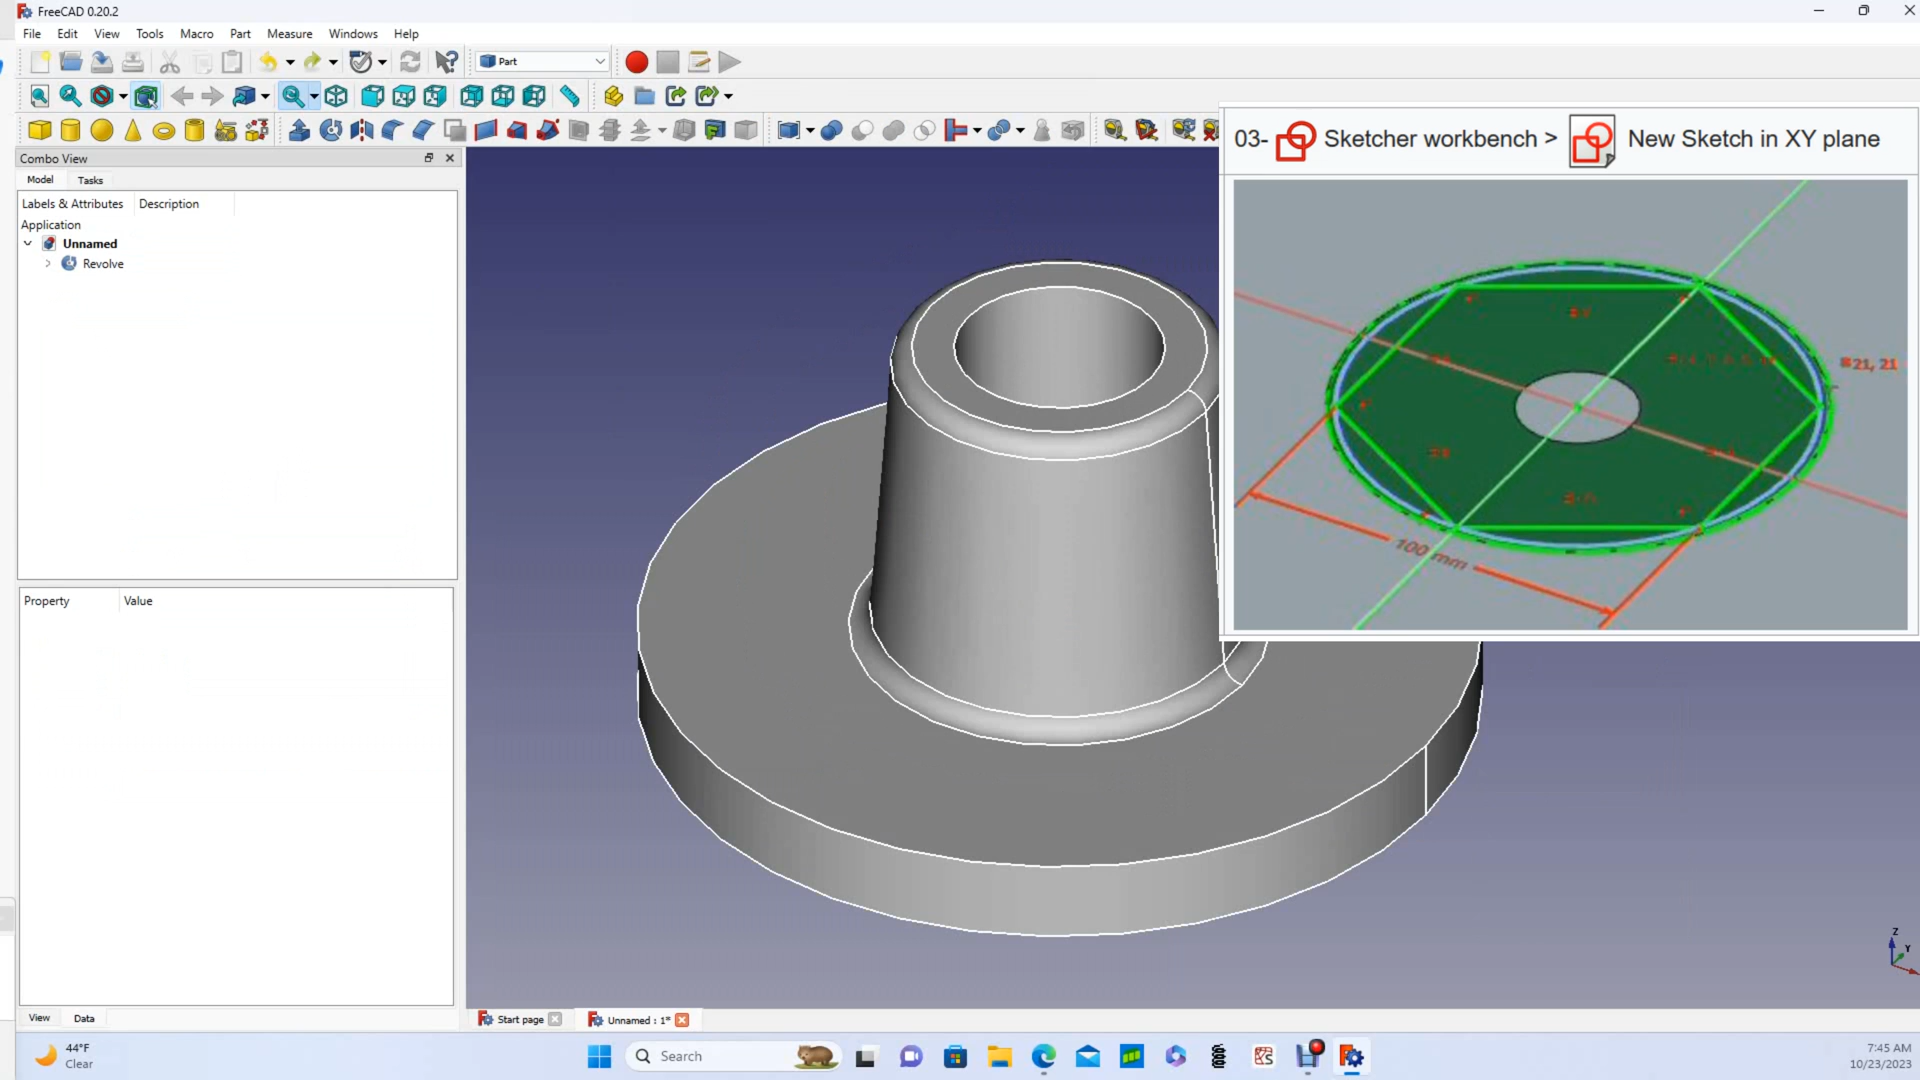 FreeCAD 0.20.2
File Edit View Tools Macro Part Measure Windows Help
Part
03- Sketcher workbench > New Sketch in XY plane
Combo View
Model Tasks
Labels & Attributes Description
Application
Unnamed
Revolve
21, 21
100 mm
Property Value
Z
Y
View Data
Start page Unnamed : 1*
44°F
Clear
Search
7:45 AM
10/23/2023